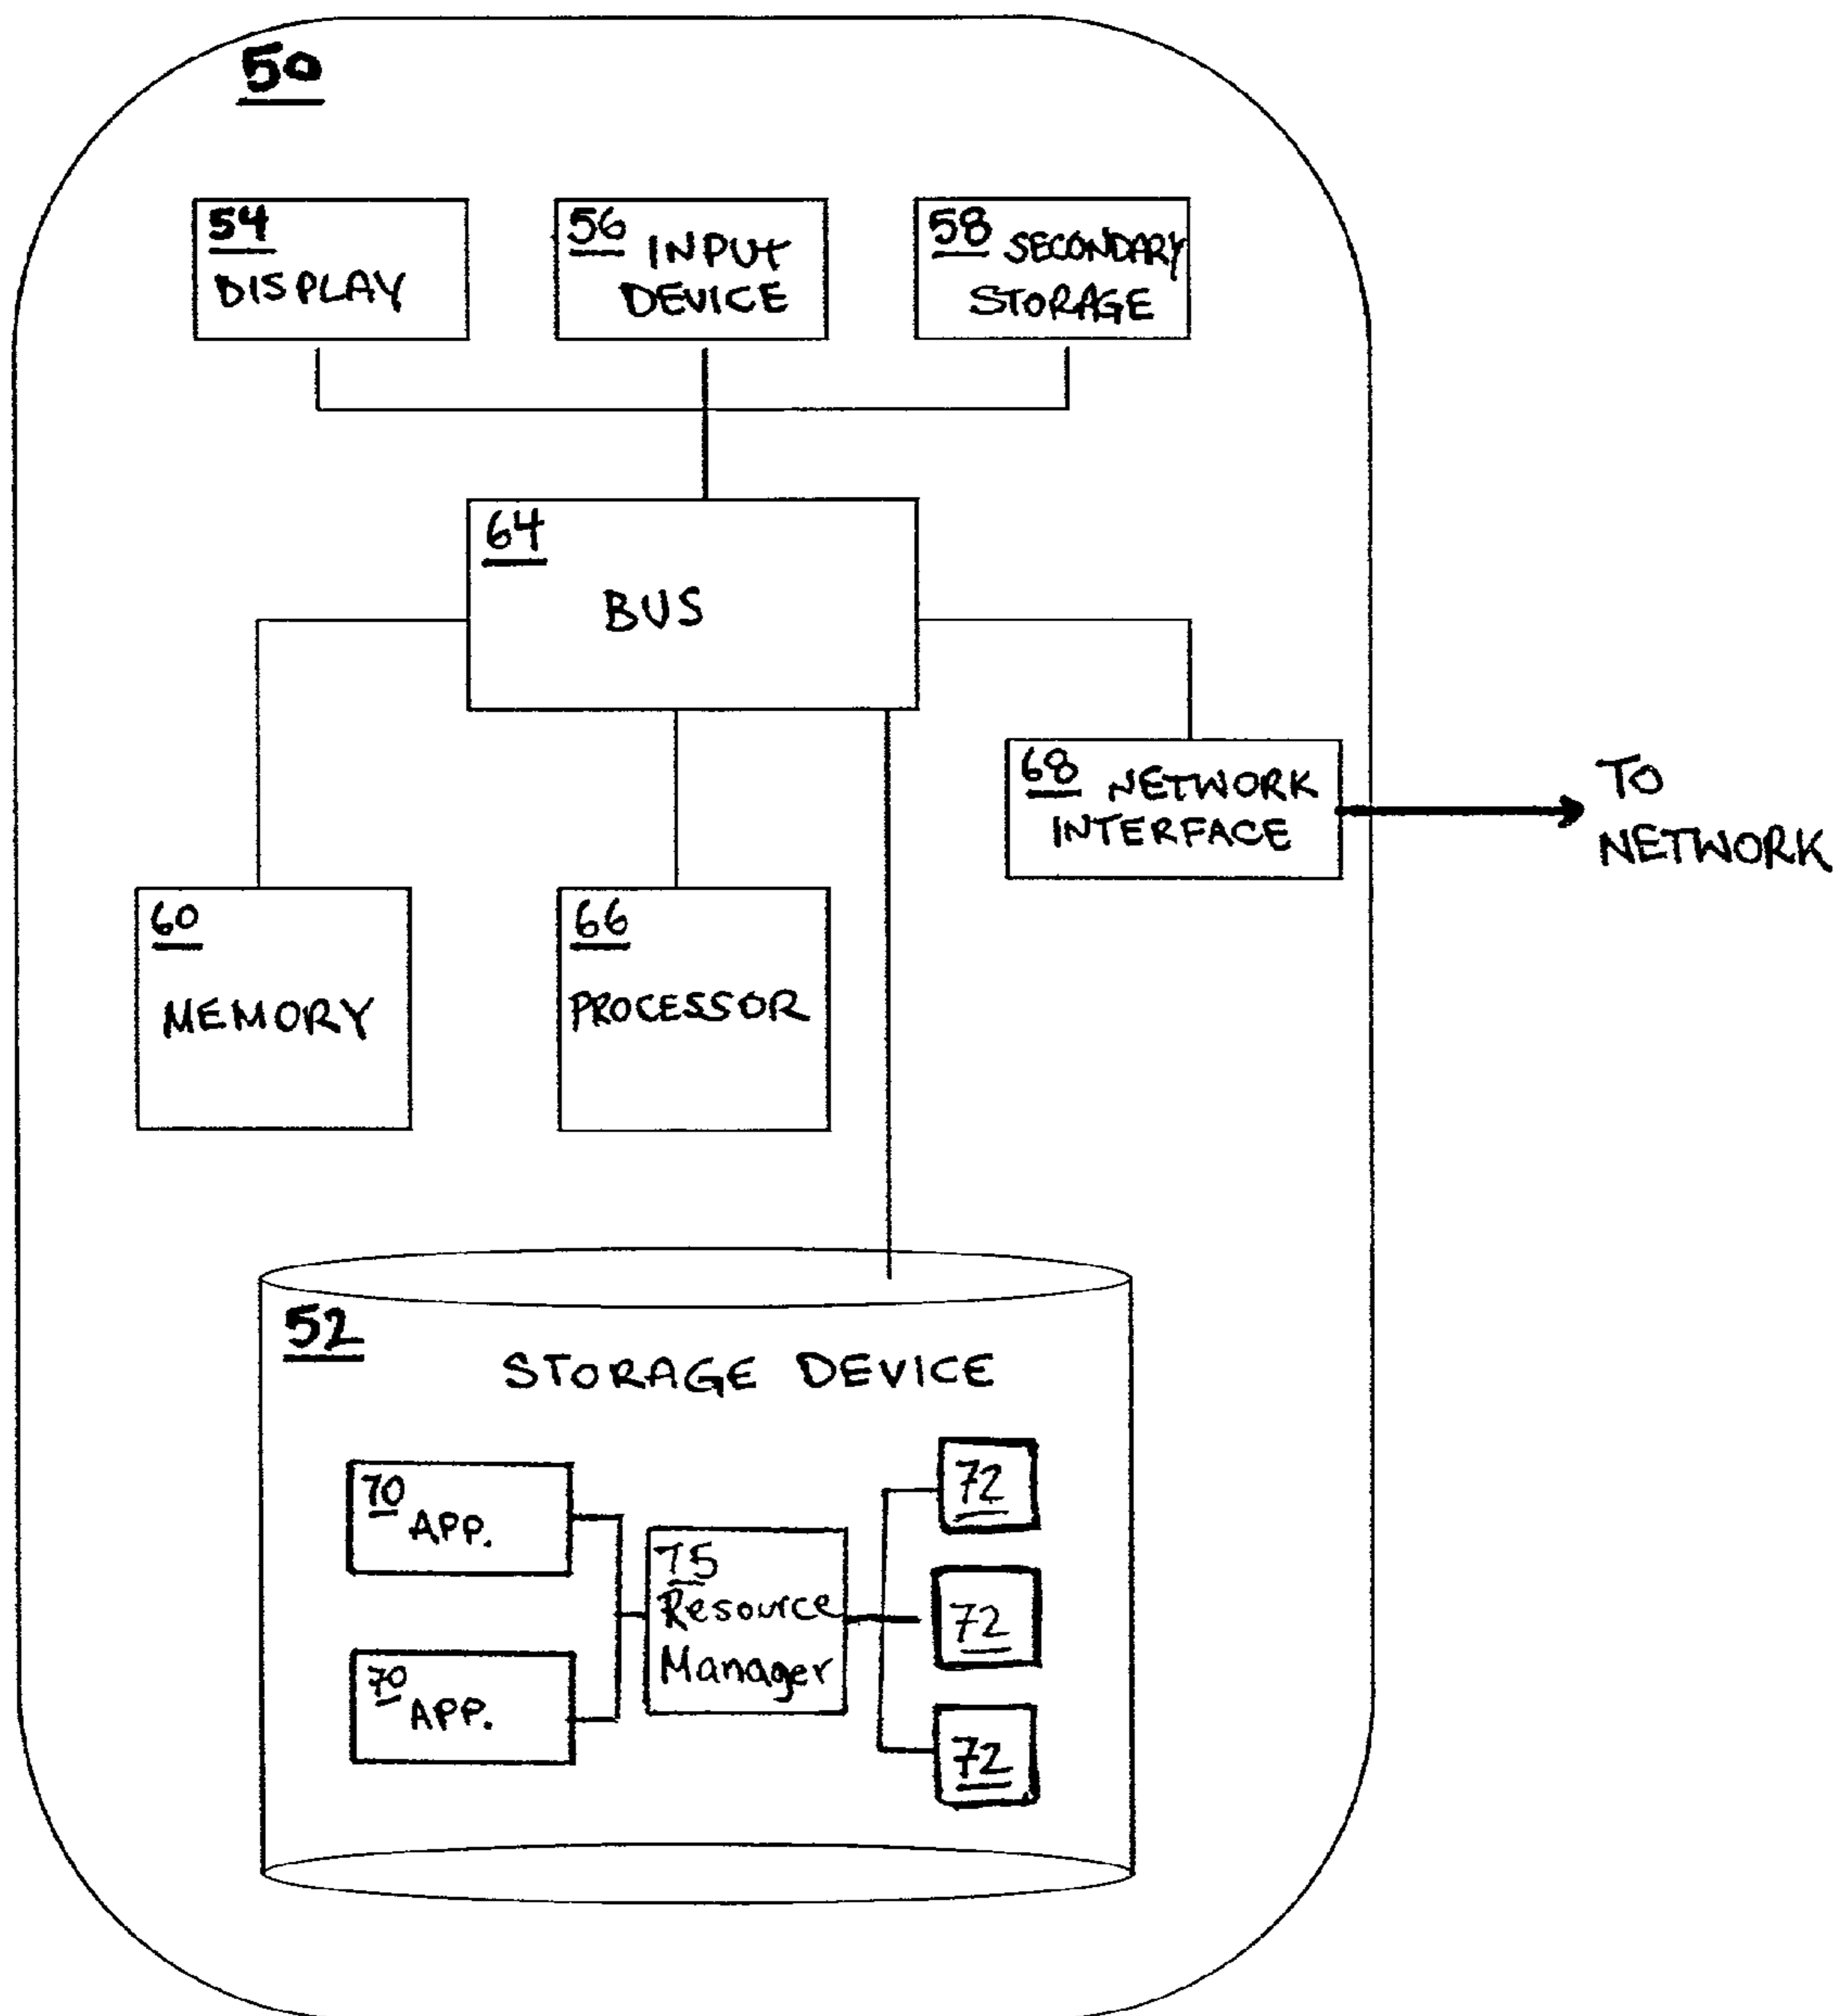 50
54
DISPLAY
56 INPUT
DEVICE
58 SECONDARY
STORAGE
64
BUS
68 NETWORK
INTERFACE
TO
NETWORK
60
MEMORY
66
PROCESSOR
52
STORAGE DEVICE
70
APP.
70
APP.
75
Resource
Manager
72
72
72